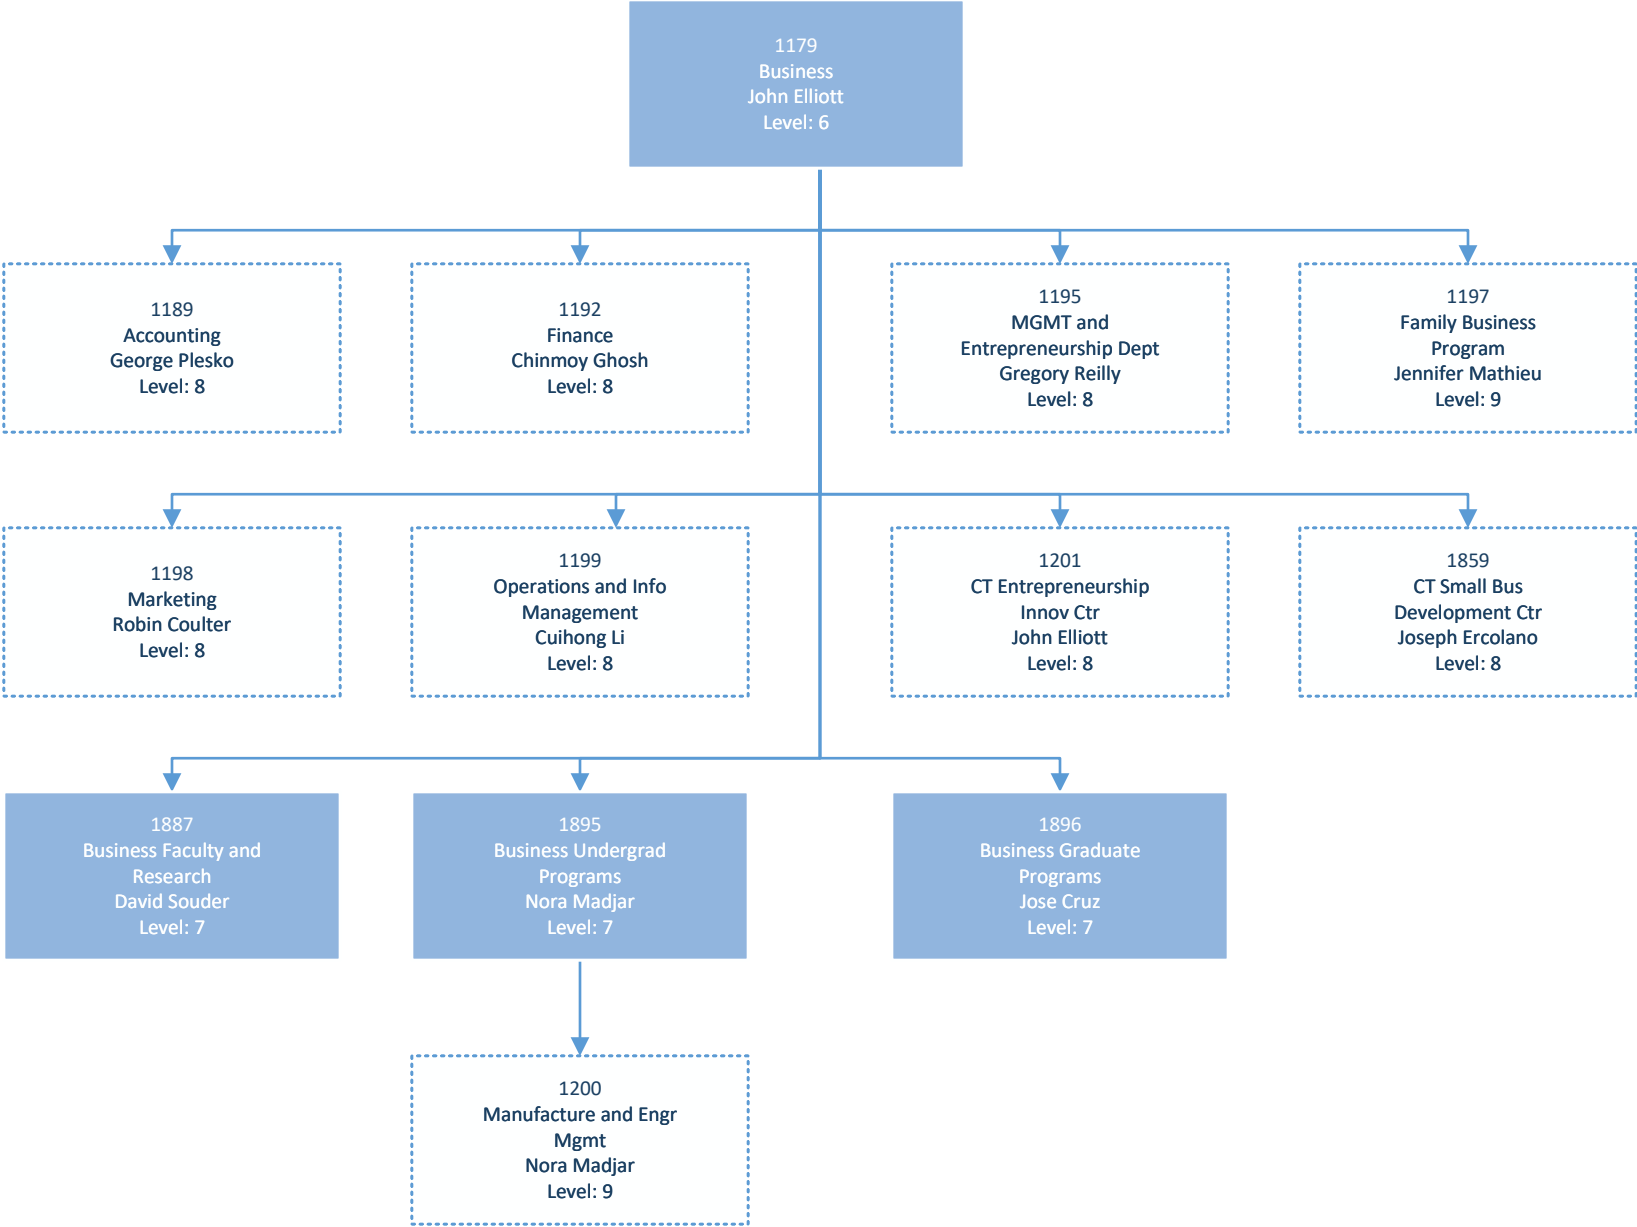 1179
Business
John Elliott
Level: 6
1189
Accounting
George Plesko
Level: 8
1192
Finance
Chinmoy Ghosh
Level: 8
1195
MGMT and
Entrepreneurship Dept
Gregory Reilly
Level: 8
1197
Family Business
Program
Jennifer Mathieu
Level: 9
1198
Marketing
Robin Coulter
Level: 8
1199
Operations and Info
Management
Cuihong Li
Level: 8
1201
CT Entrepreneurship
Innov Ctr
John Elliott
Level: 8
1859
CT Small Bus
Development Ctr
Joseph Ercolano
Level: 8
1887
Business Faculty and
Research
David Souder
Level: 7
1895
Business Undergrad
Programs
Nora Madjar
Level: 7
1896
Business Graduate
Programs
Jose Cruz
Level: 7
1200
Manufacture and Engr
Mgmt
Nora Madjar
Level: 9